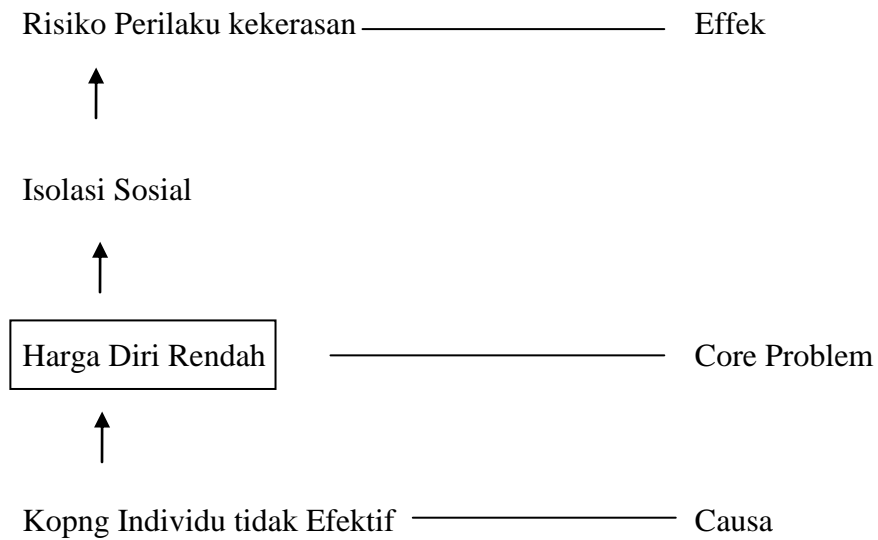 Risiko Perilaku kekerasan Effek
Isolasi Sosial
Harga Diri Rendah Core Problem
Kopng Individu tidak Efektif Causa